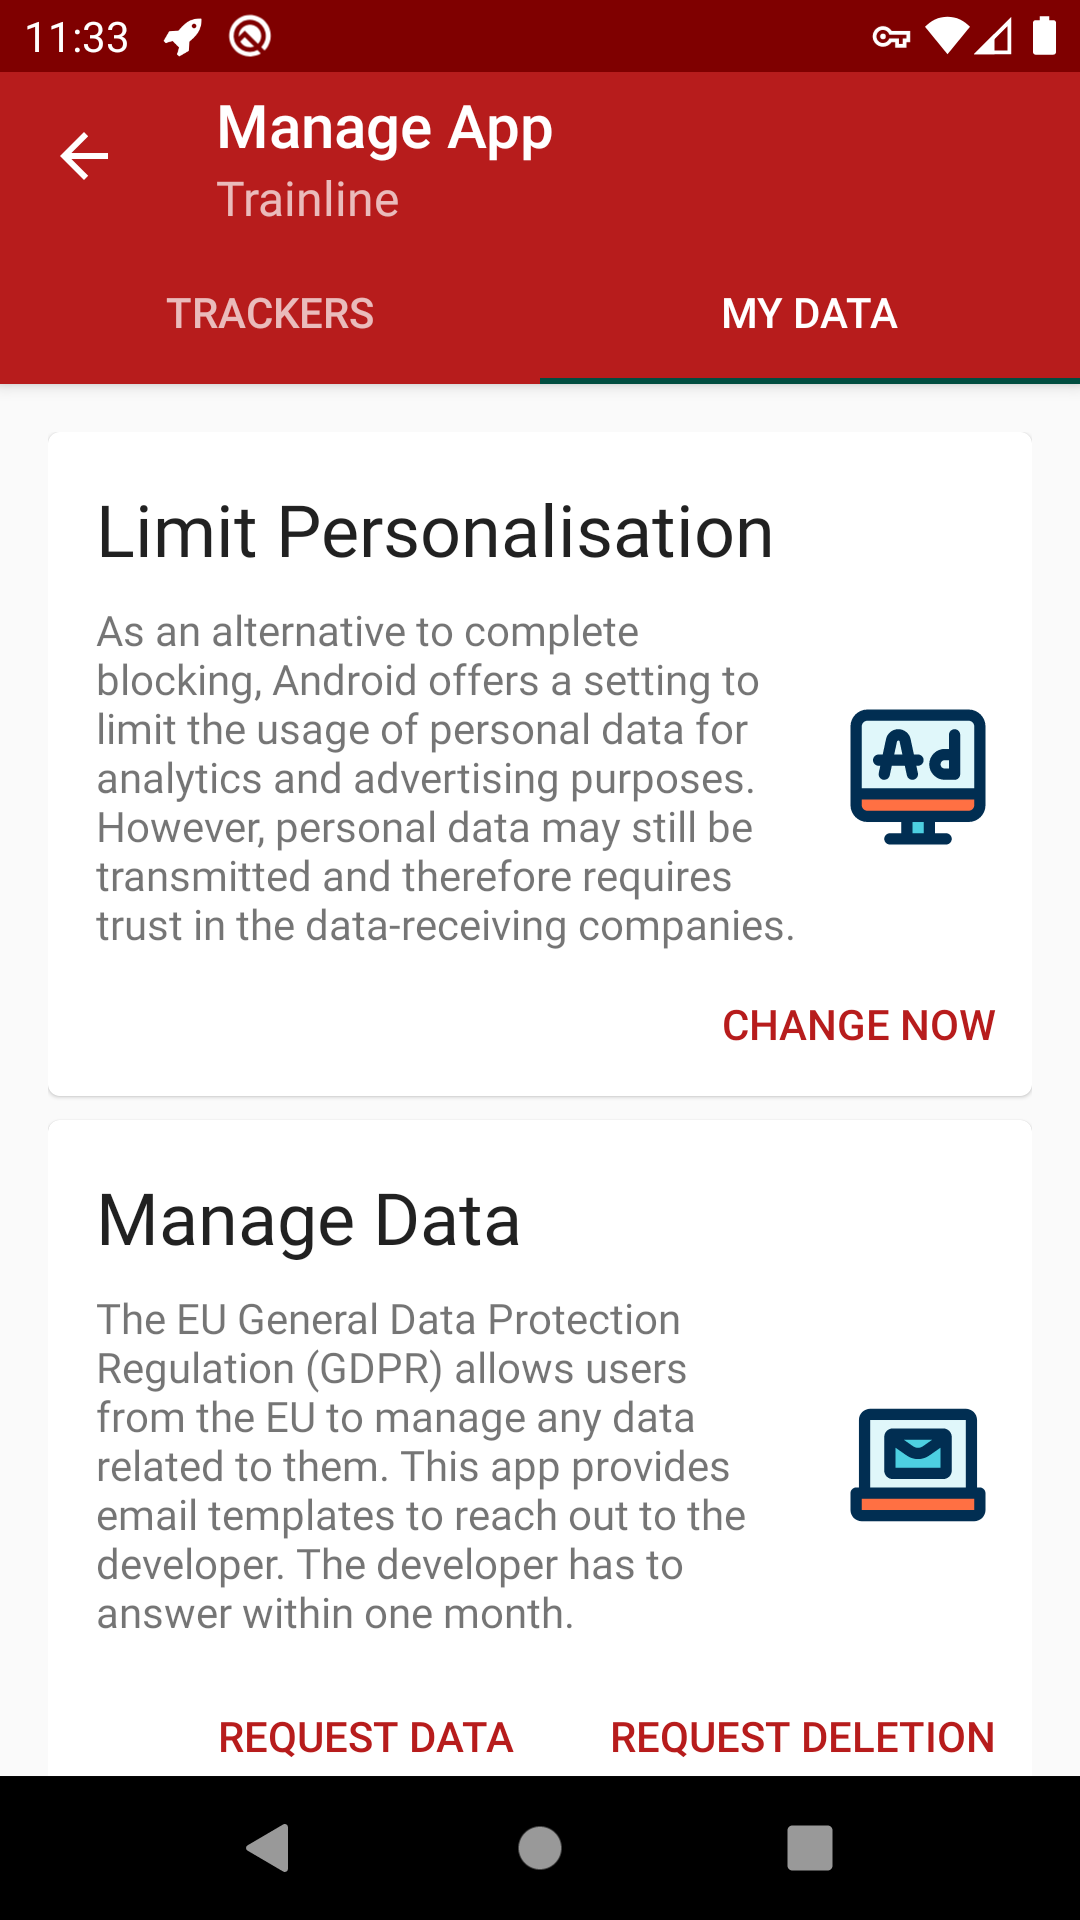 11:33
Manage App
Trainline
TRACKERS
MY DATA
Limit Personalisation
As an alternative to complete
blocking, Android offers a setting to
limit the usage of personal data for
analytics and advertising purposes.
However, personal data may still be
transmitted and therefore requires
trust in the data-receiving companies.
Ad
CHANGE NOW
Manage Data
The EU General Data Protection
Regulation (GDPR) allows users
from the EU to manage any data
related to them. This app provides
email templates to reach out to the
developer. The developer has to
answer within one month.
REQUEST DATA
REQUEST DELETION